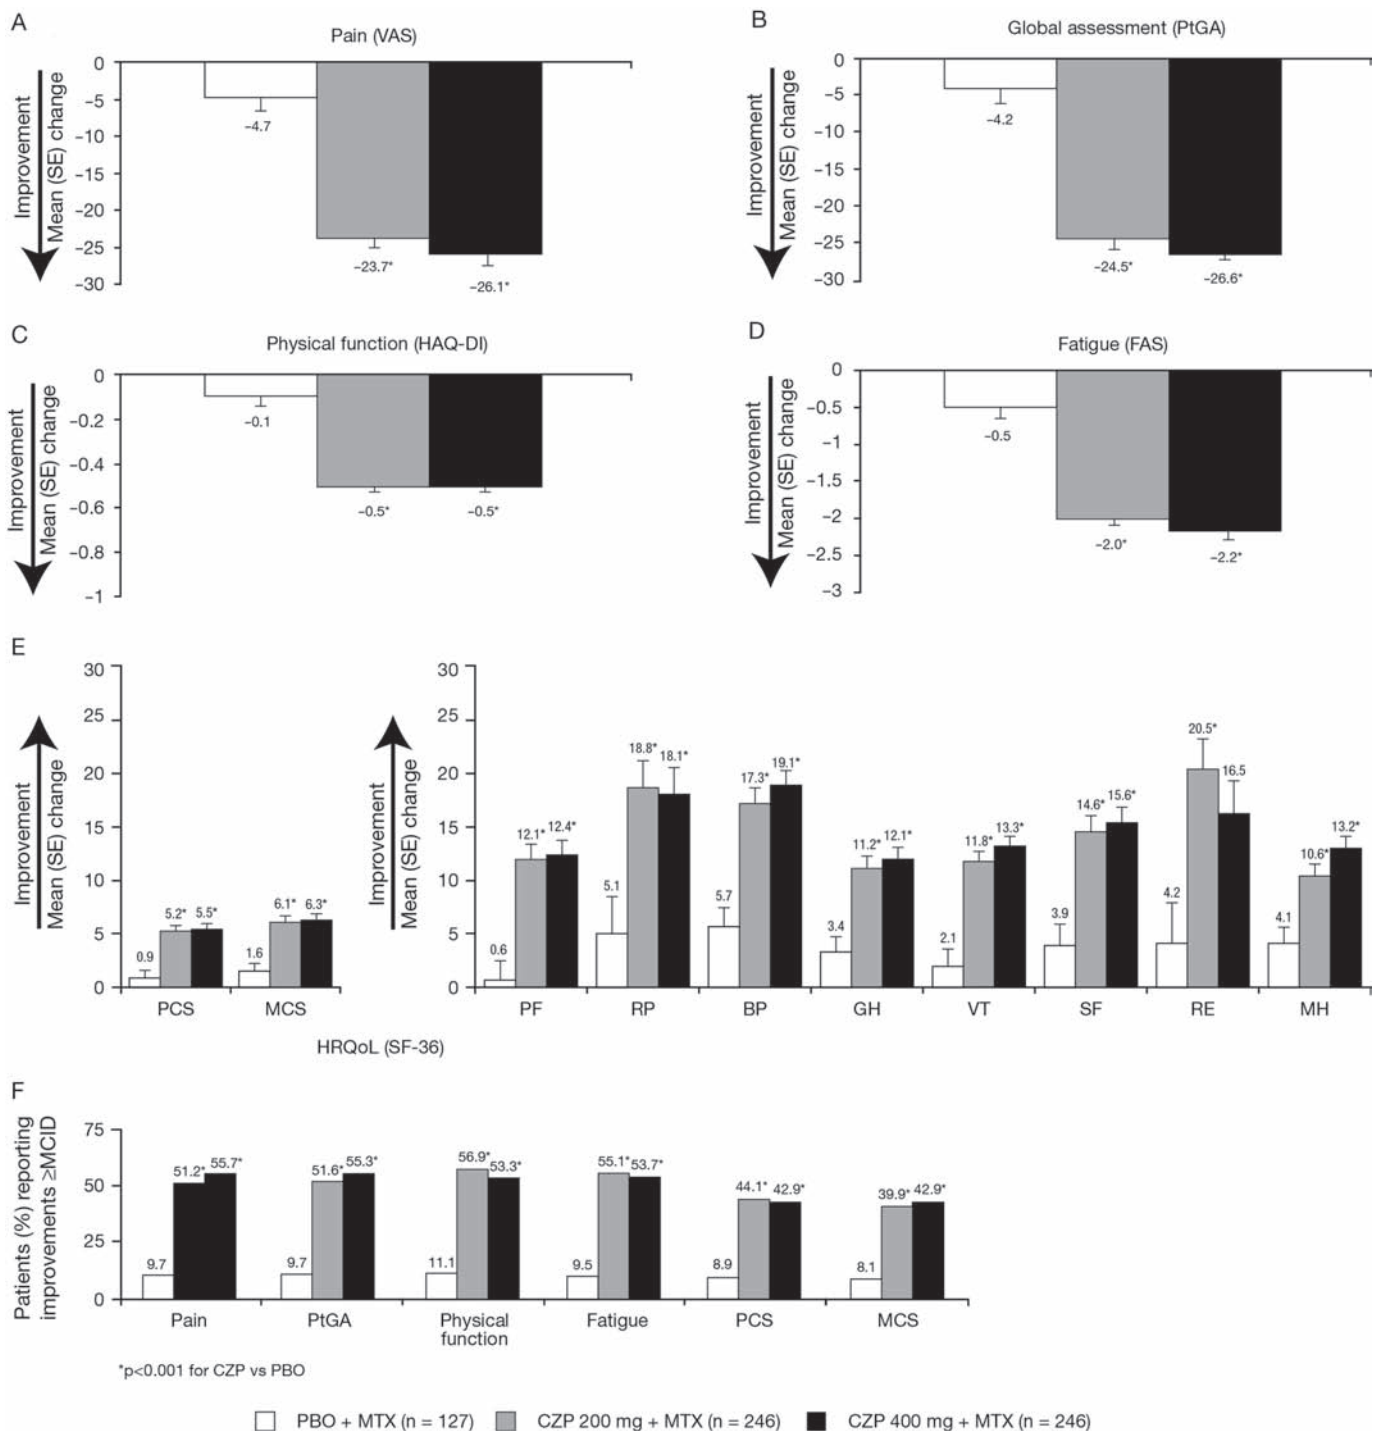 A
Pain (VAS)
Improvement
Mean (SE) change
0
−5
−10
−15
−20
−25
−30
−4.7
−23.7*
−26.1*
B
Global assessment (PtGA)
Improvement
Mean (SE) change
0
−5
−10
−15
−20
−25
−30
−4.2
−24.5*
−26.6*
C
Physical function (HAQ-DI)
Improvement
Mean (SE) change
0
−0.2
−0.4
−0.6
−0.8
−1
−0.1
−0.5*
−0.5*
D
Fatigue (FAS)
Improvement
Mean (SE) change
0
−0.5
−1
−1.5
−2
−2.5
−3
−0.5
−2.0*
−2.2*
E
Improvement
Mean (SE) change
30
25
20
15
10
5
0
0.9 5.2* 5.5*
1.6 6.1* 6.3*
PCS MCS
Improvement
Mean (SE) change
30
25
20
15
10
5
0
0.6 12.1* 12.4*
5.1 18.8* 18.1*
5.7 17.3* 19.1*
3.4 11.2* 12.1*
2.1 11.8* 13.3*
3.9 14.6* 15.6*
4.2 20.5* 16.5
4.1 10.6* 13.2*
PF RP BP GH VT SF RE MH
HRQoL (SF-36)
F
Patients (%) reporting
improvements ≥MCID
75
50
25
0
9.7 51.2* 55.7*
9.7 51.6* 55.3*
11.1 56.9* 53.3*
9.5 55.1* 53.7*
8.9 44.1* 42.9*
8.1 39.9* 42.9*
Pain PtGA Physical function Fatigue PCS MCS
*p<0.001 for CZP vs PBO
PBO + MTX (n = 127) CZP 200 mg + MTX (n = 246) CZP 400 mg + MTX (n = 246)